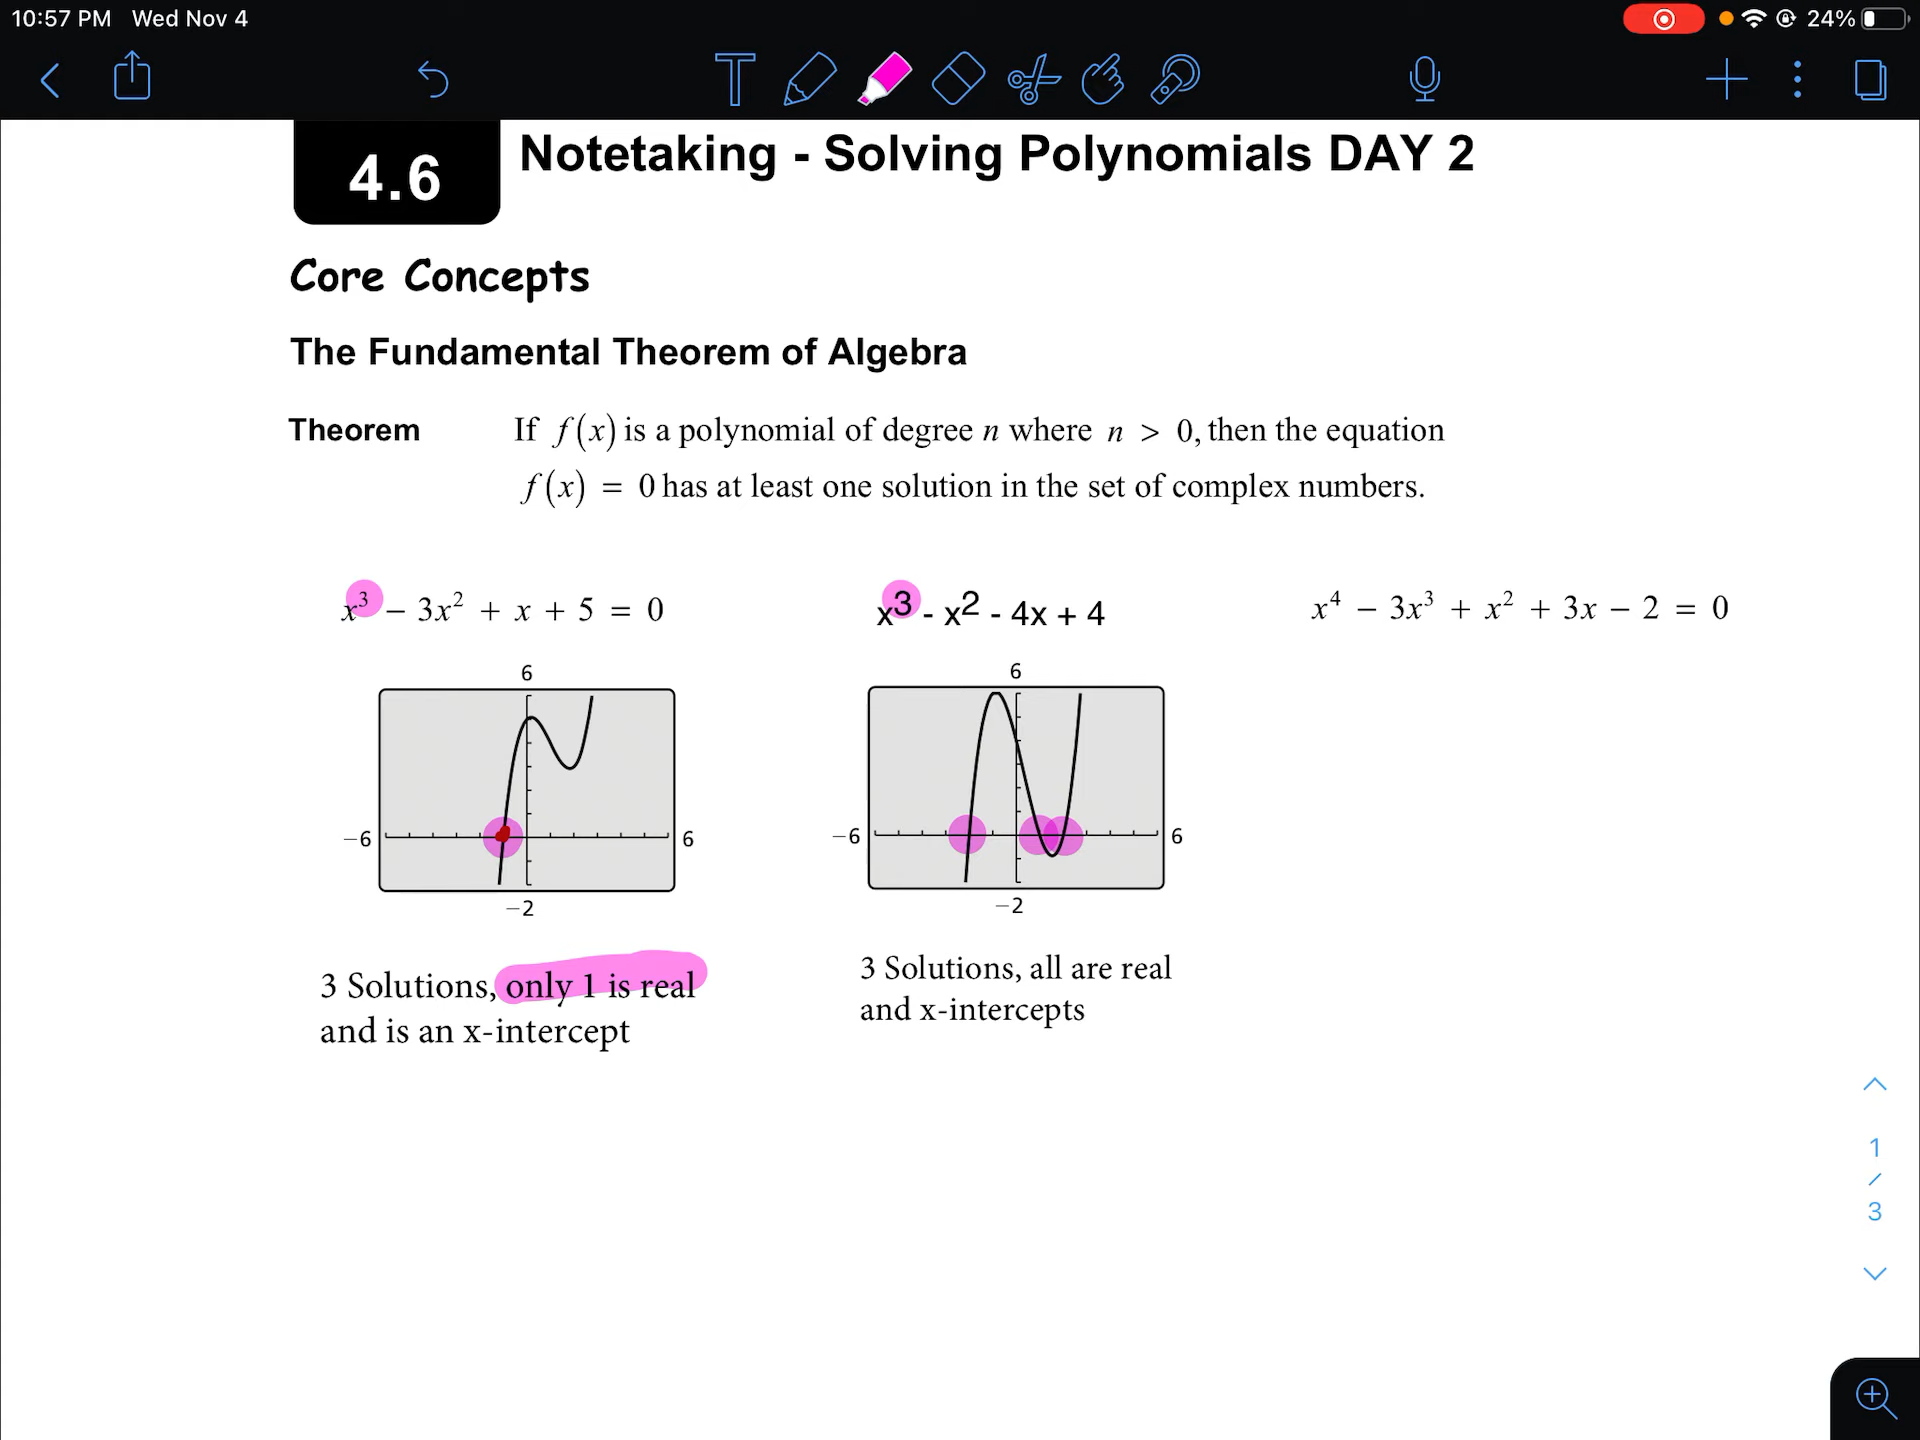 10:57 PM Wed Nov 4
24%
4.6
Notetaking - Solving Polynomials DAY 2
Core Concepts
The Fundamental Theorem of Algebra
Theorem If f(x) is a polynomial of degree n where n > 0, then the equation
f(x) = 0 has at least one solution in the set of complex numbers.
x³ − 3x² + x + 5 = 0
x³ - x² - 4x + 4
x⁴ − 3x³ + x² + 3x − 2 = 0
6
−6
6
−2
6
−6
6
−2
3 Solutions, only 1 is real
and is an x-intercept
3 Solutions, all are real
and x-intercepts
1
/
3